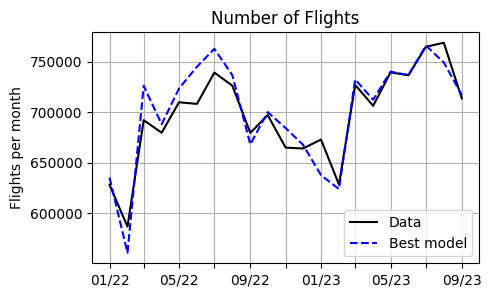 Number of Flights
Flights per month
750000
700000
650000
600000
Data
Best model
01/22 05/22 09/22 01/23 05/23 09/23